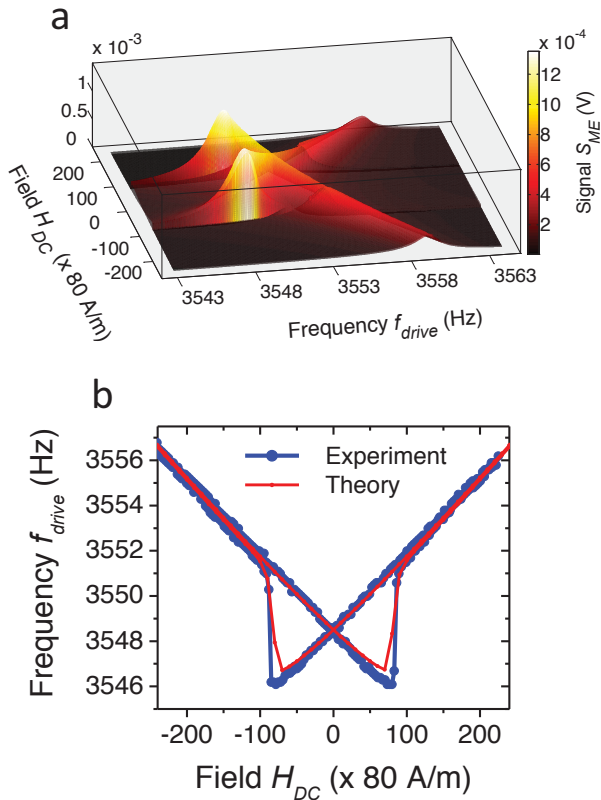 a
x 10⁻³
1
0.5
0
200
100
0
-100
-200
Field H_DC (x 80 A/m)
3543
3548
3553
3558
3563
Frequency f_drive (Hz)
x 10⁻⁴
12
10
8
6
4
2
Signal S_ME (V)
b
Experiment
Theory
3556
3554
3552
3550
3548
3546
Frequency f_drive (Hz)
-200
-100
0
100
200
Field H_DC (x 80 A/m)